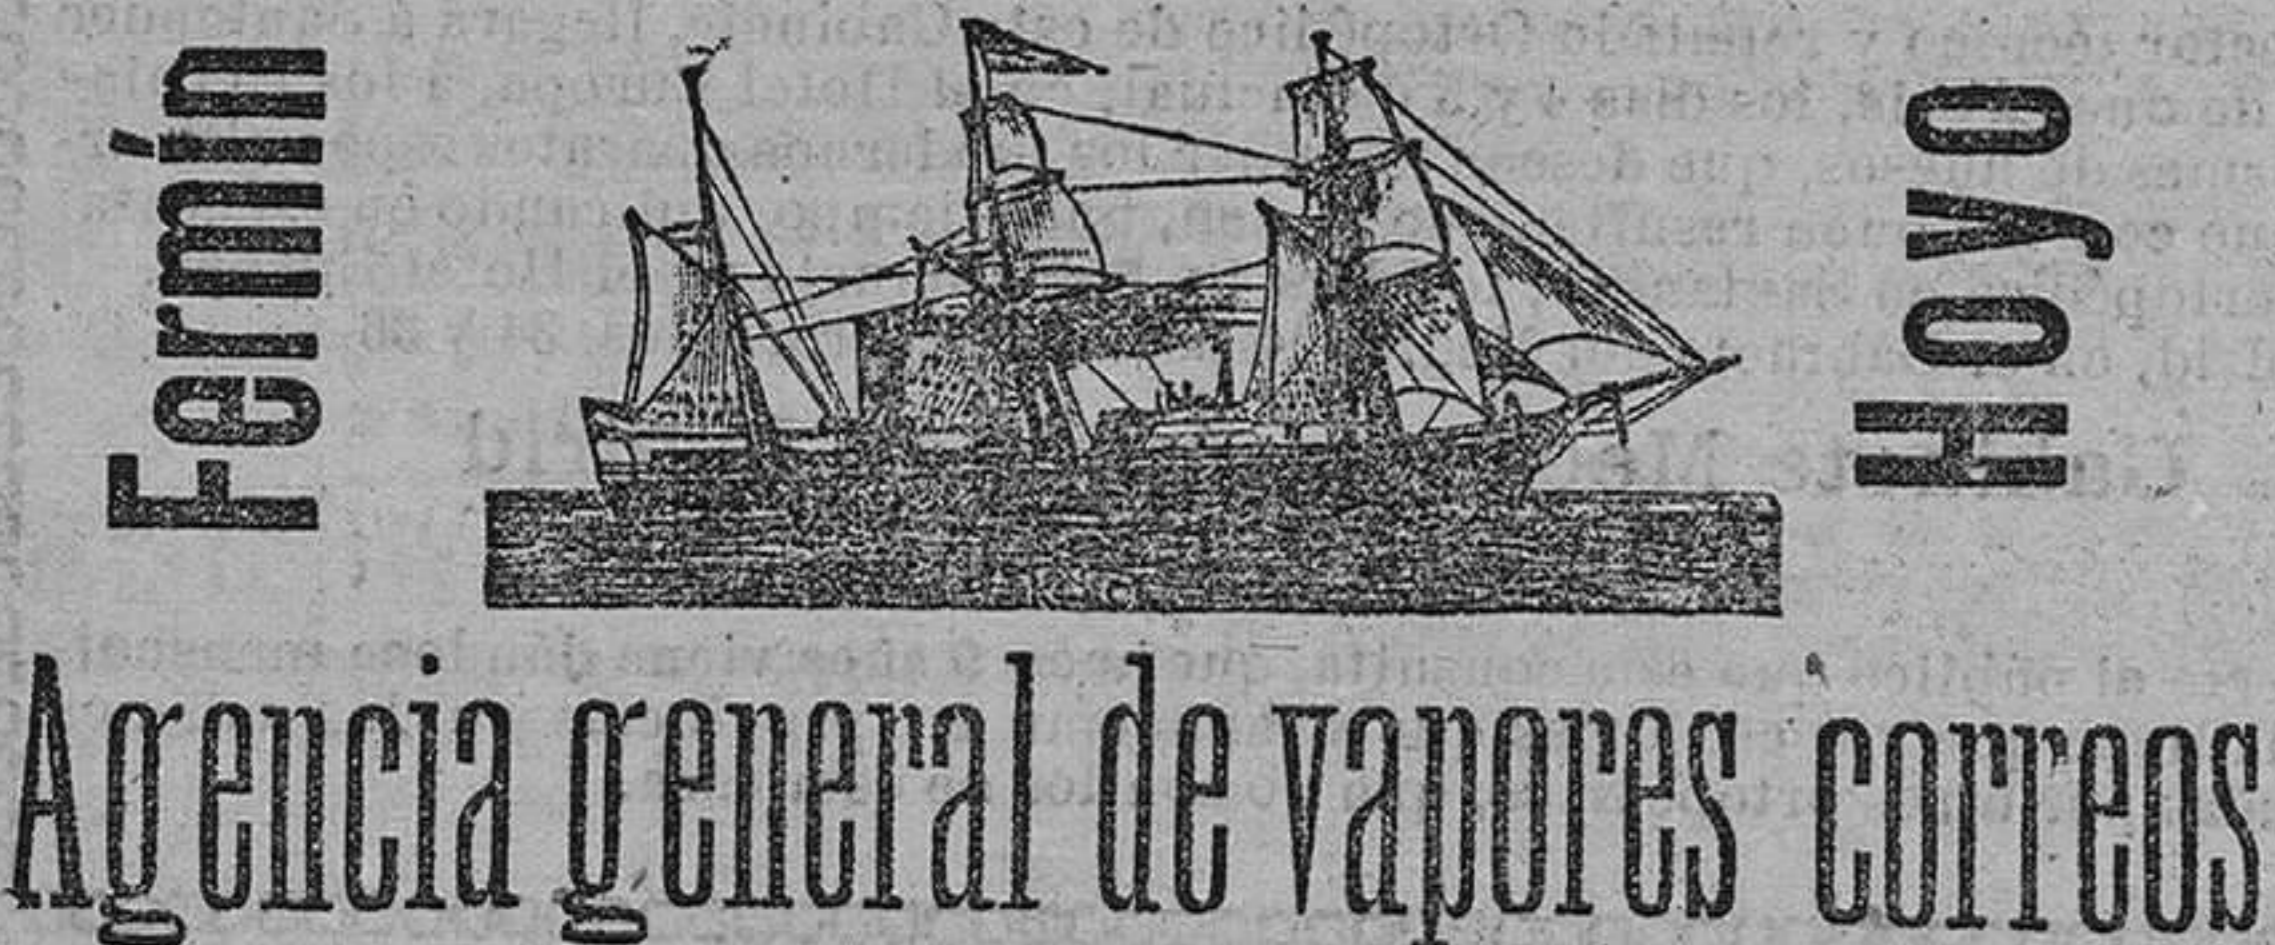 Fermín
Hoyo
Agencia general de vapores correos